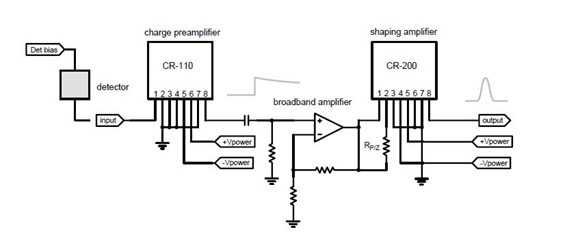 charge preamplifier
shaping amplifier
Det bias
CR-110
CR-200
detector
broadband amplifier
1 2 3 4 5 6 7 8
1 2 3 4 5 6 7 8
input
+
−
output
+Vpower
RP/Z
+Vpower
-Vpower
-Vpower